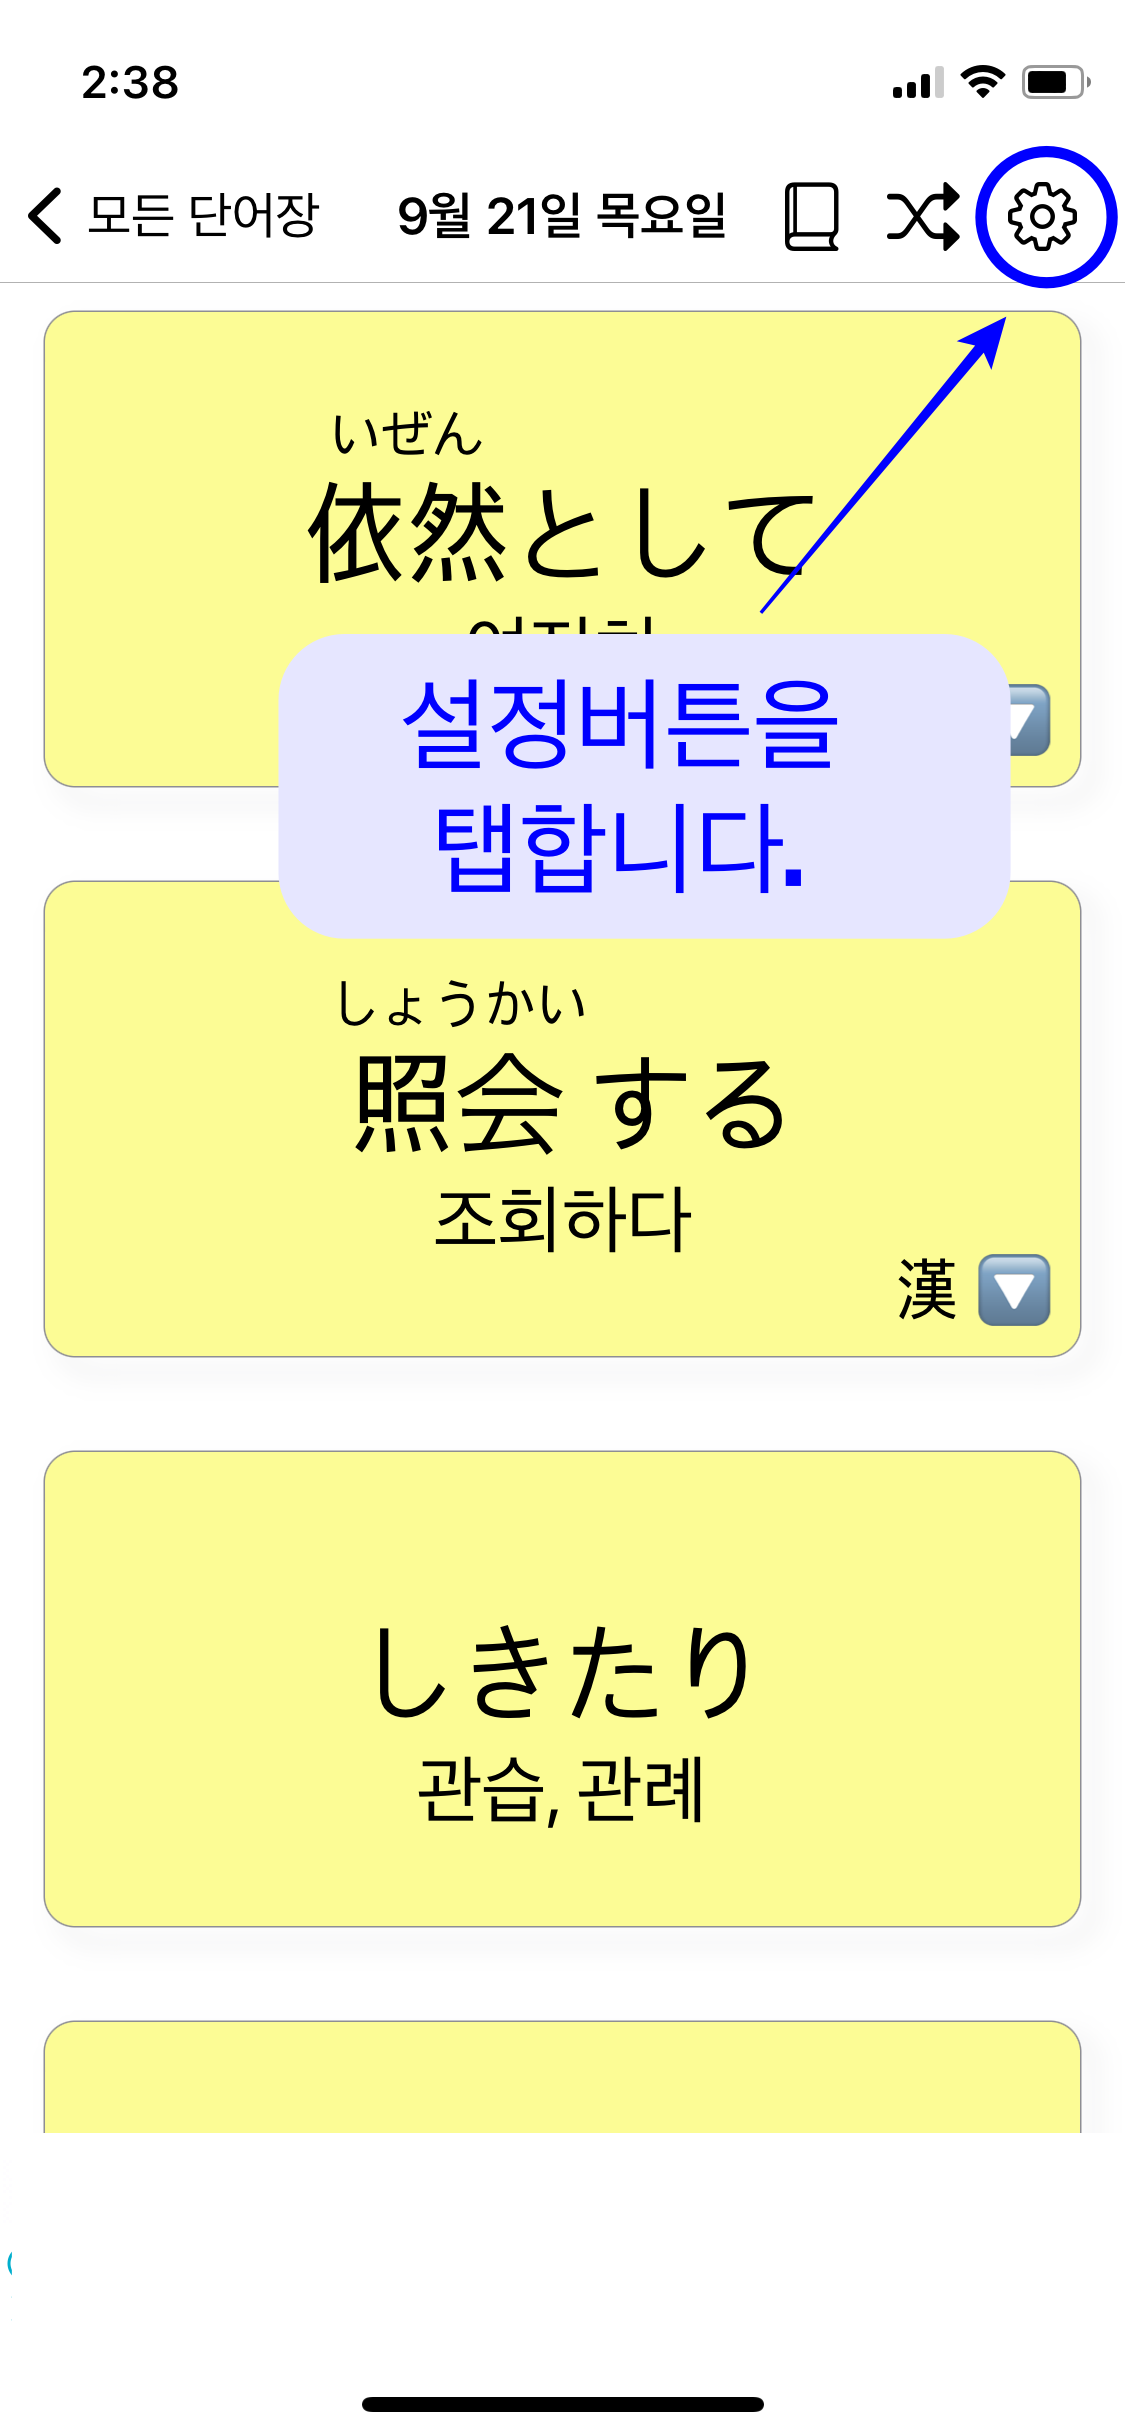 2:38
모든 단어장
9월 21일 목요일
いぜん
依然として
설정버튼을
탭합니다.
しょうかい
照会 する
조회하다
漢
しきたり
관습, 관례